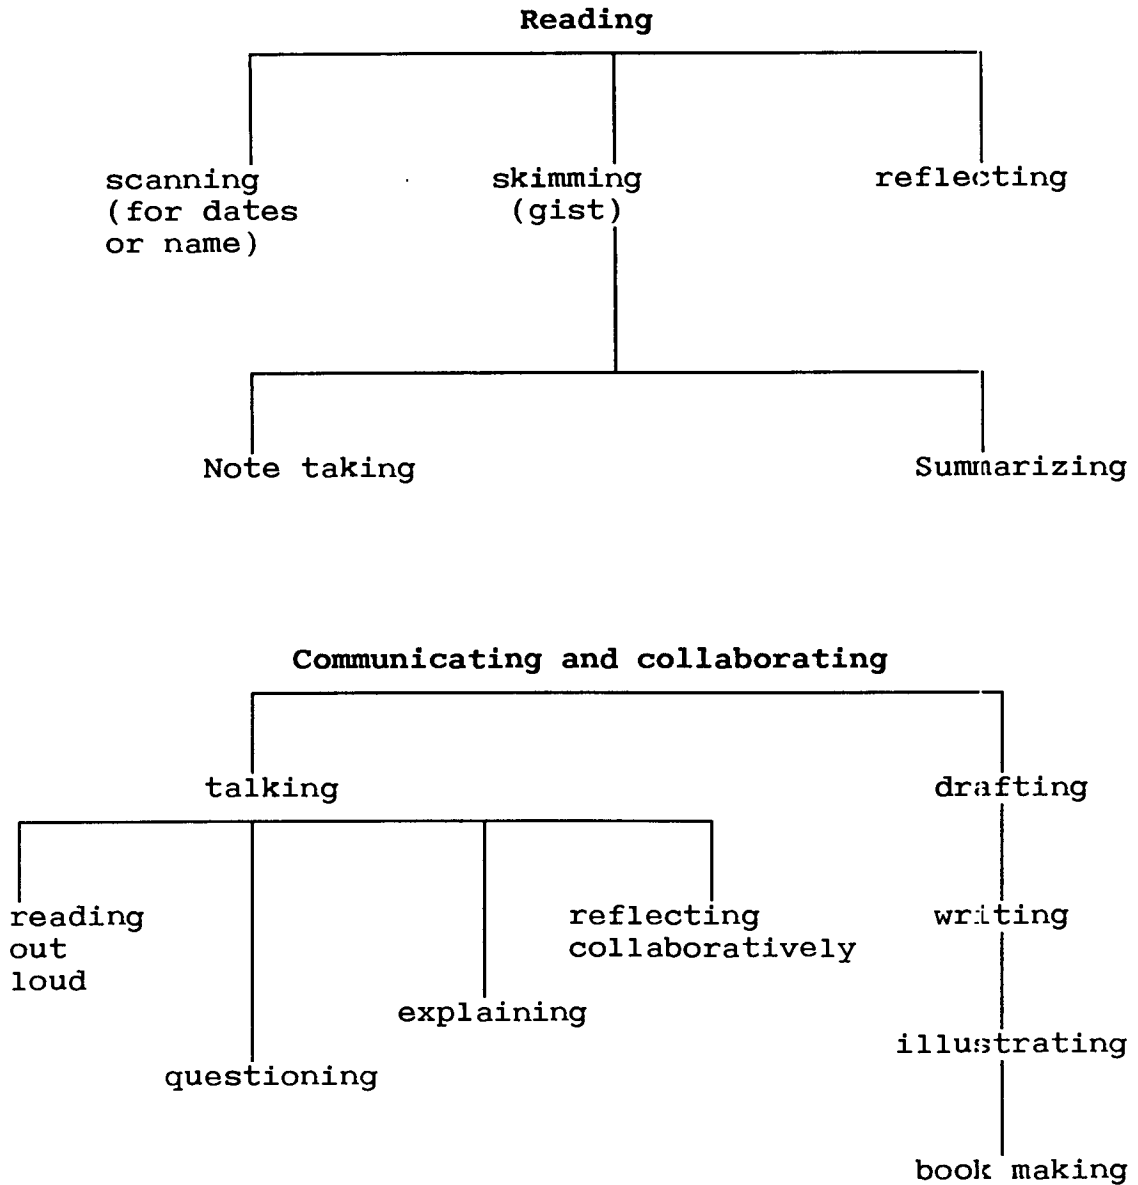 Reading
scanning
(for dates
or name)
skimming
(gist)
reflecting
Note taking
Summarizing
Communicating and collaborating
talking
drafting
reading
out
loud
questioning
explaining
reflecting
collaboratively
writing
illustrating
book making